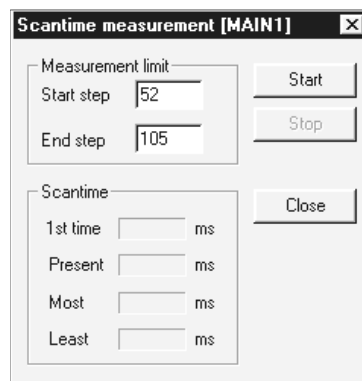 Scantime measurement [MAIN1]
Measurement limit
Start step 52
End step 105
Start
Stop
Scantime
1st time ms
Present ms
Most ms
Least ms
Close